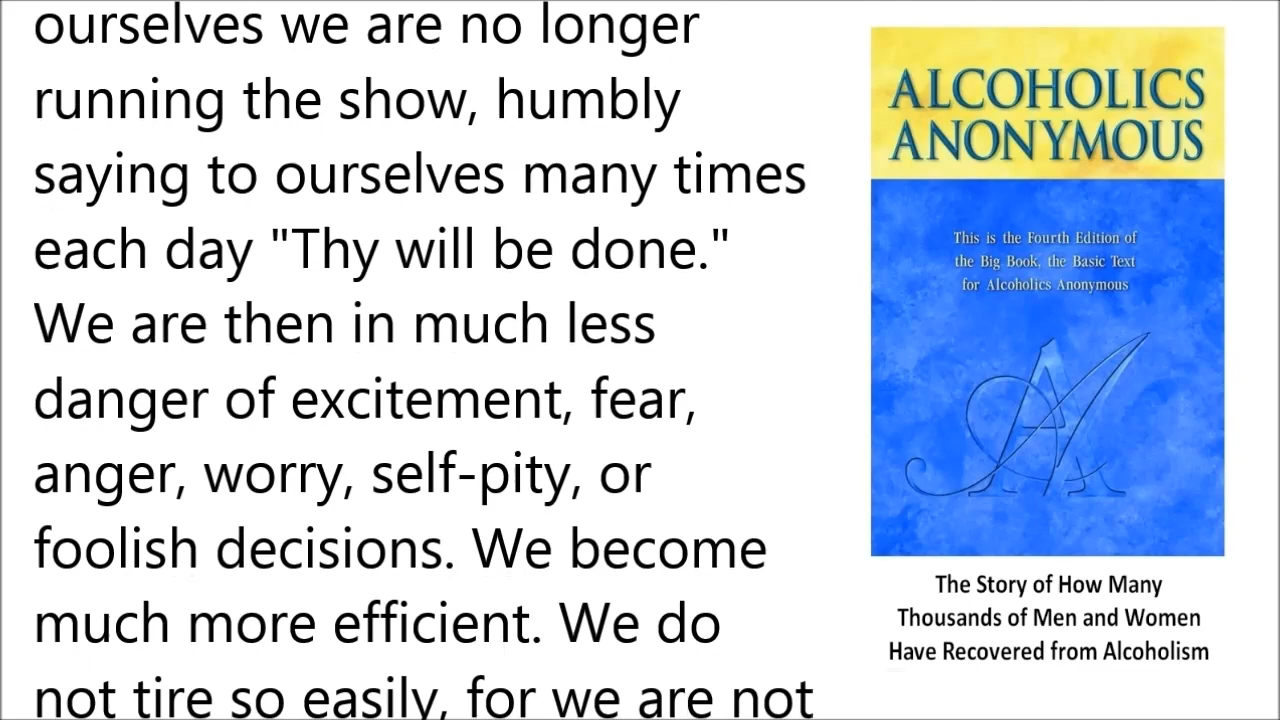 ourselves we are no longer
running the show, humbly
saying to ourselves many times
each day "Thy will be done."
We are then in much less
danger of excitement, fear,
anger, worry, self-pity, or
foolish decisions. We become
much more efficient. We do
not tire so easily, for we are not
ALCOHOLICS
ANONYMOUS
This is the Fourth Edition of
the Big Book, the Basic Text
for Alcoholics Anonymous
AA
The Story of How Many
Thousands of Men and Women
Have Recovered from Alcoholism